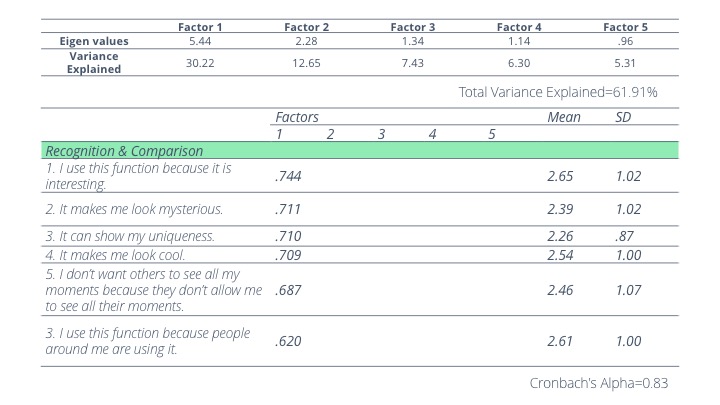 Factor 1 Factor 2 Factor 3 Factor 4 Factor 5
Eigen values 5.44 2.28 1.34 1.14 .96
Variance
Explained 30.22 12.65 7.43 6.30 5.31
Total Variance Explained=61.91%
Factors Mean SD
1 2 3 4 5
Recognition & Comparison
1. I use this function because it is
interesting. .744 2.65 1.02
2. It makes me look mysterious. .711 2.39 1.02
3. It can show my uniqueness. .710 2.26 .87
4. It makes me look cool. .709 2.54 1.00
5. I don't want others to see all my
moments because they don't allow me .687 2.46 1.07
to see all their moments.
3. I use this function because people
around me are using it. .620 2.61 1.00
Cronbach's Alpha=0.83